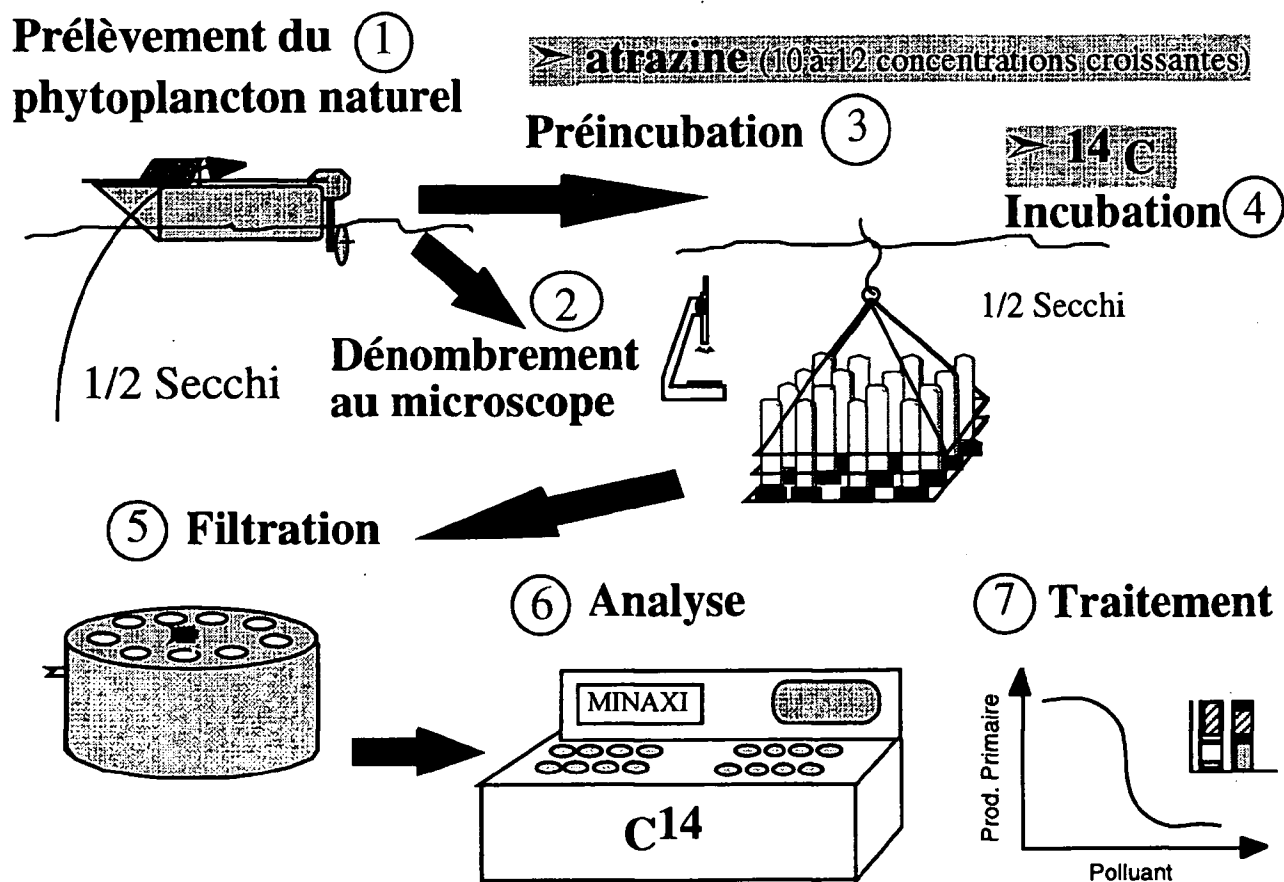 Prélèvement du 1
phytoplancton naturel
➢ atrazine (10 à 12 concentrations croissantes)
Préincubation 3
➢ 14 C
Incubation 4
1/2 Secchi
2
Dénombrement
au microscope
1/2 Secchi
5 Filtration
6 Analyse
MINAXI
C14
7 Traitement
Prod. Primaire
Polluant